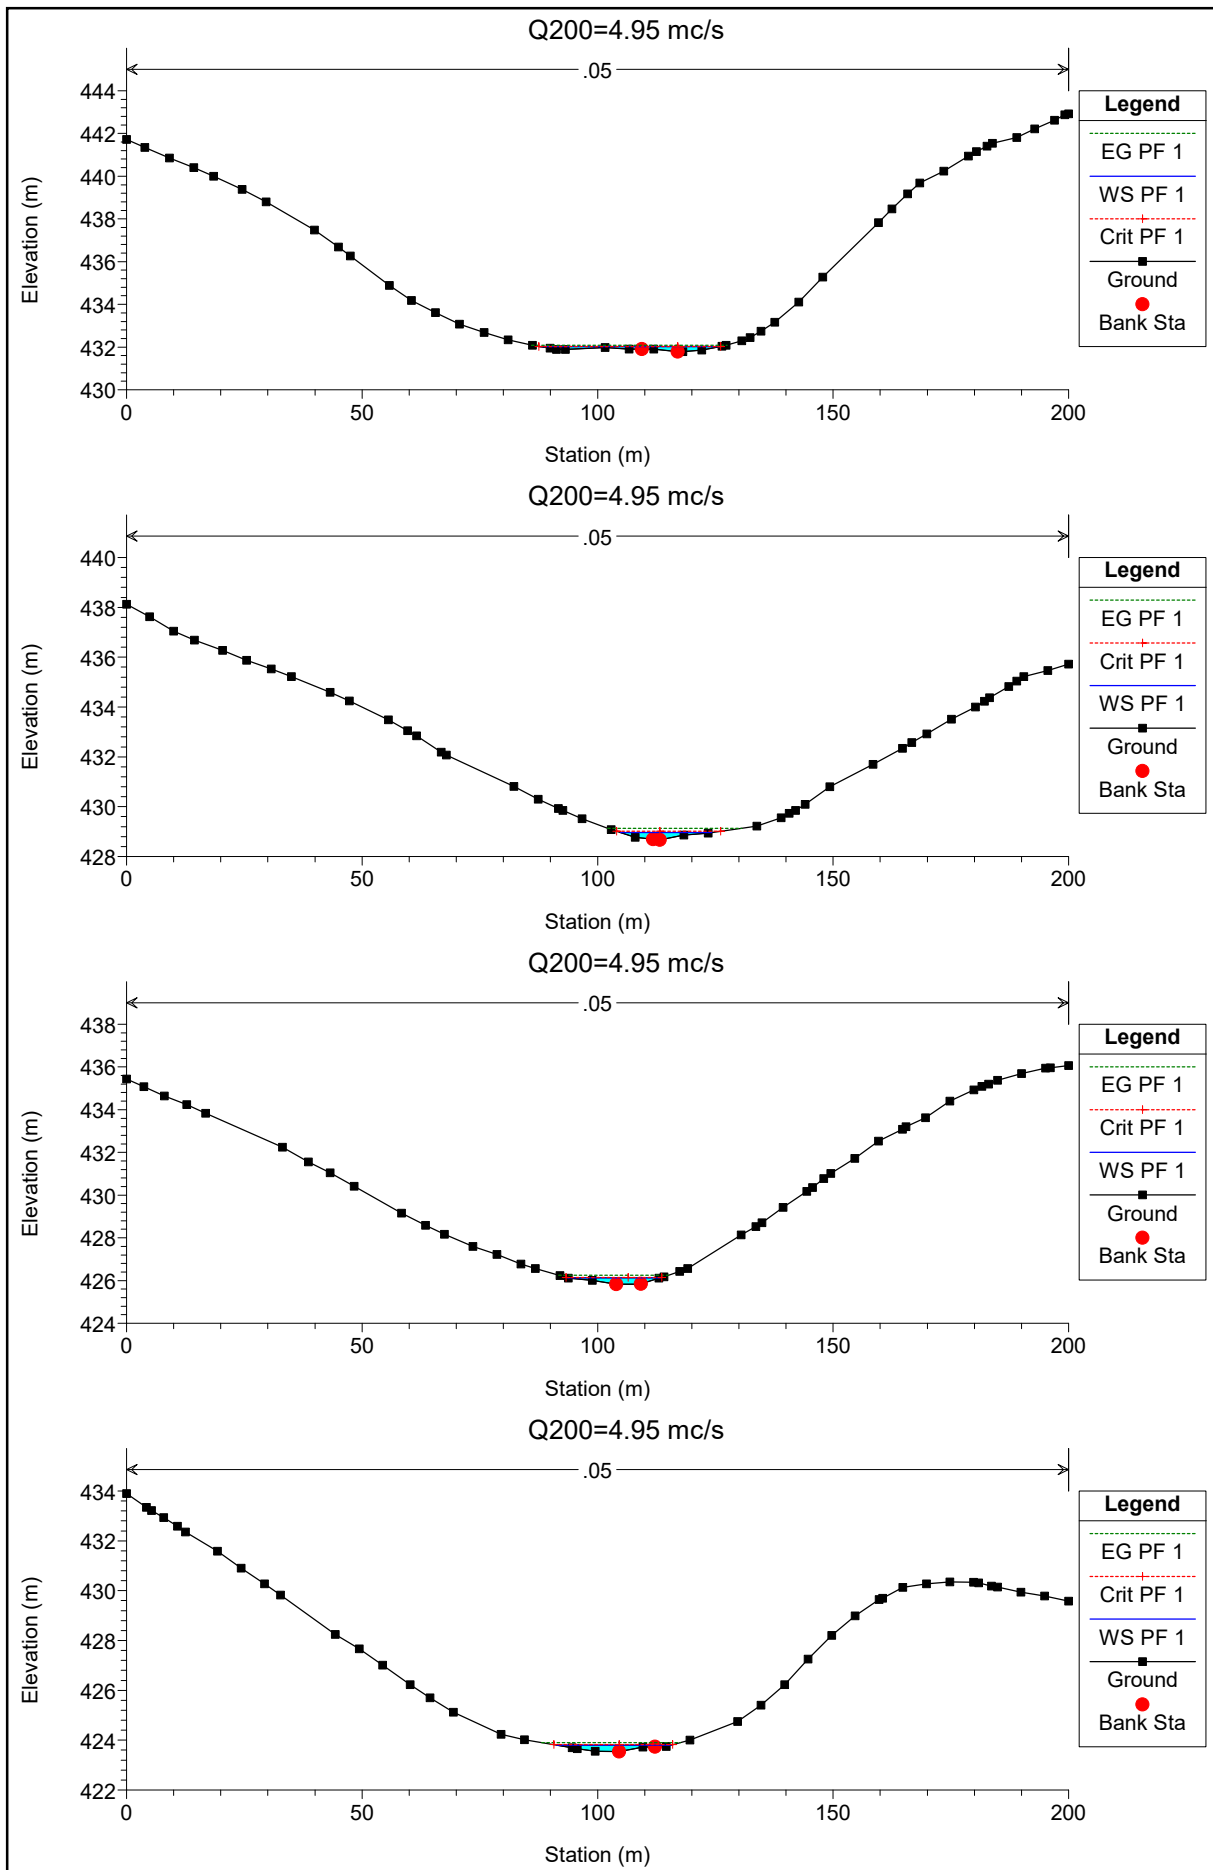 Q200=4.95 mc/s
.05
444
442
440
438
436
434
432
430
Elevation (m)
0
50
100
150
200
Station (m)
Legend
EG PF 1
WS PF 1
Crit PF 1
Ground
Bank Sta
Q200=4.95 mc/s
.05
440
438
436
434
432
430
428
Elevation (m)
0
50
100
150
200
Station (m)
Legend
EG PF 1
Crit PF 1
WS PF 1
Ground
Bank Sta
Q200=4.95 mc/s
.05
438
436
434
432
430
428
426
424
Elevation (m)
0
50
100
150
200
Station (m)
Legend
EG PF 1
Crit PF 1
WS PF 1
Ground
Bank Sta
Q200=4.95 mc/s
.05
434
432
430
428
426
424
422
Elevation (m)
0
50
100
150
200
Station (m)
Legend
EG PF 1
Crit PF 1
WS PF 1
Ground
Bank Sta